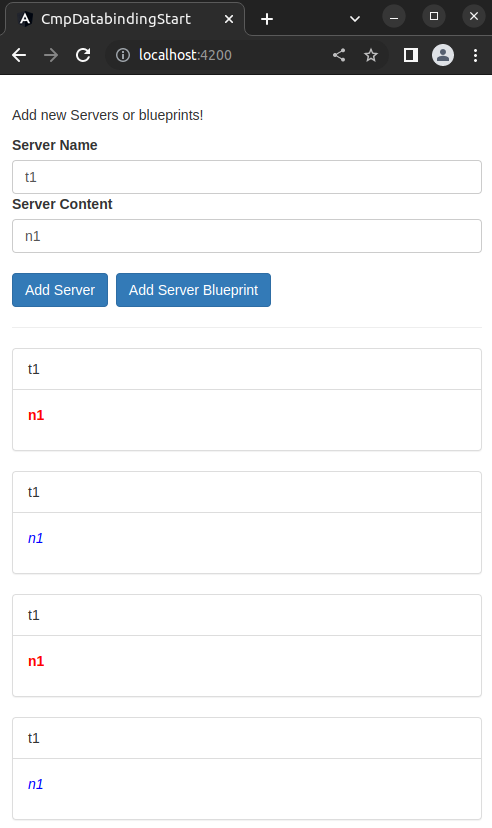 CmpDatabindingStart
localhost:4200
Add new Servers or blueprints!
Server Name
t1
Server Content
n1
Add Server Add Server Blueprint
t1
n1
t1
n1
t1
n1
t1
n1